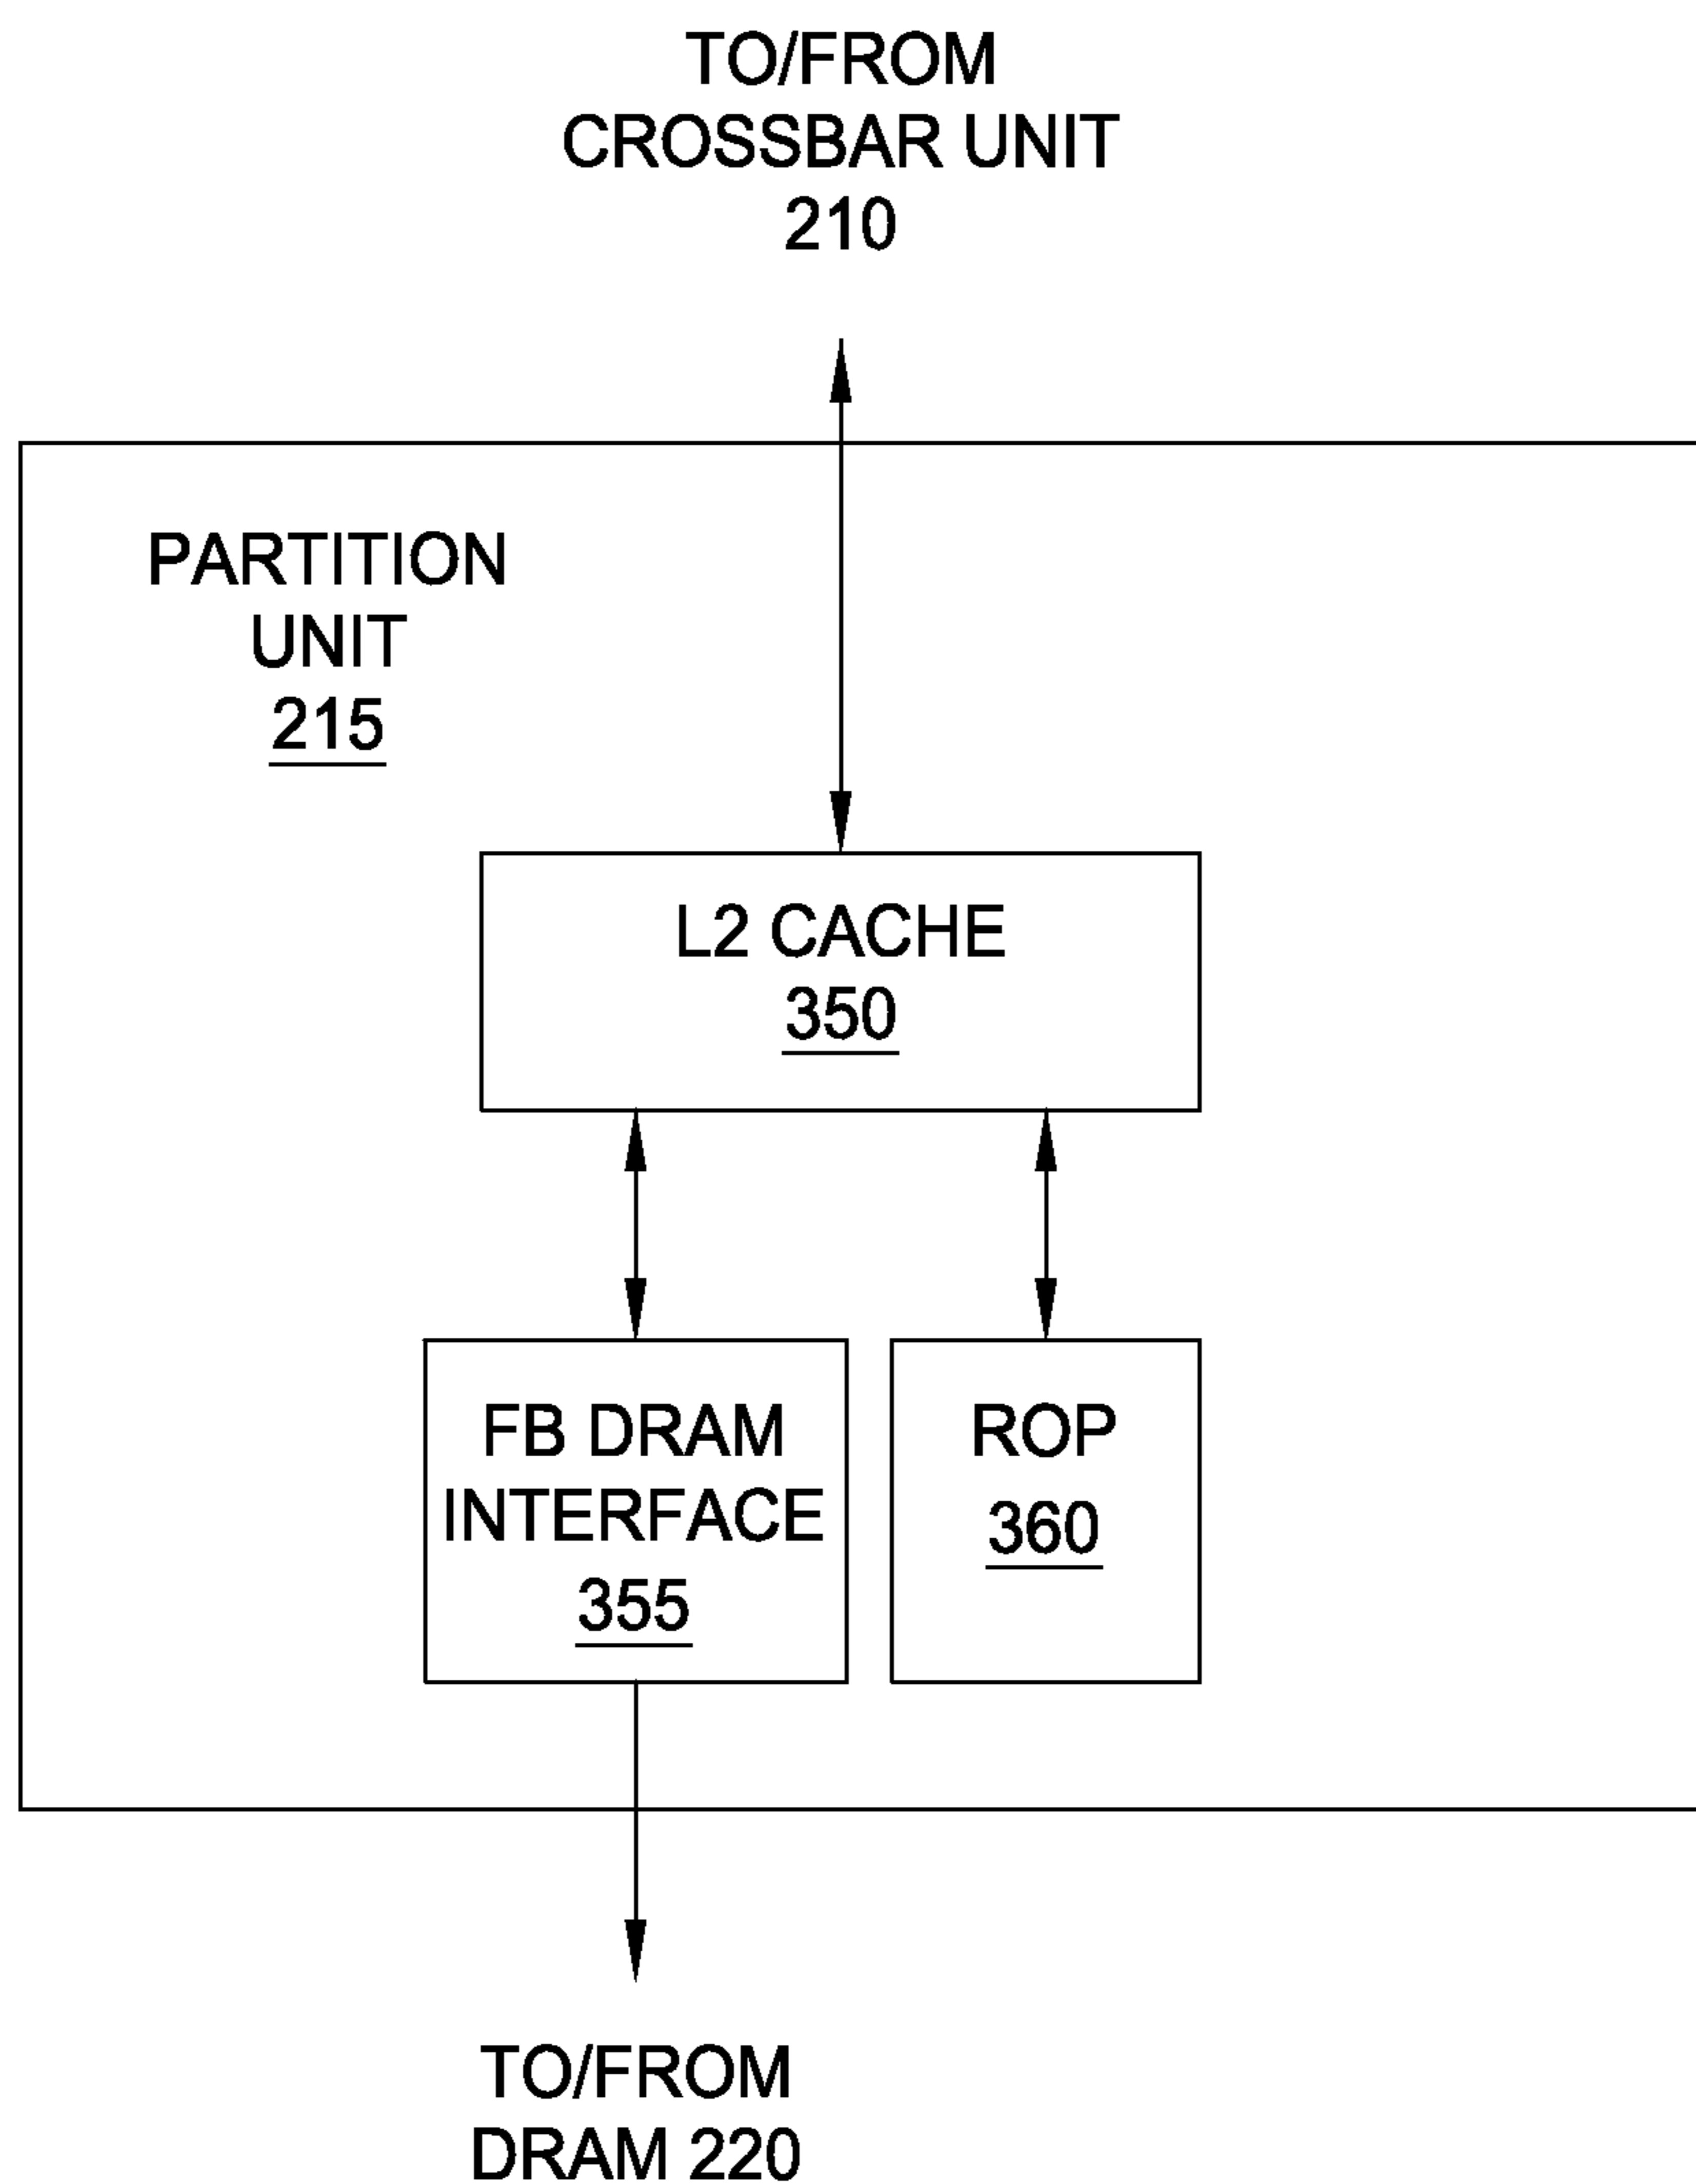 TO/FROM
CROSSBAR UNIT
210
PARTITION
UNIT
215
L2 CACHE
350
FB DRAM
INTERFACE
355
ROP
360
TO/FROM
DRAM 220